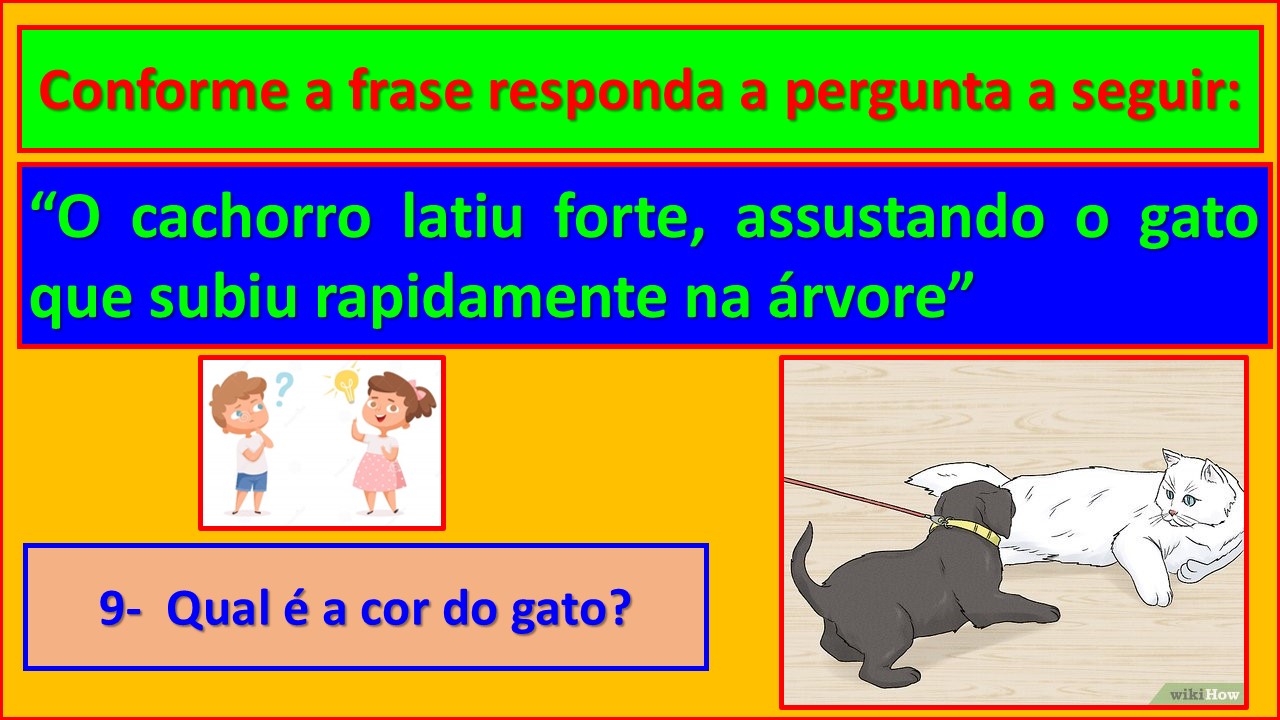 Conforme a frase responda a pergunta a seguir:
“O cachorro latiu forte, assustando o gato
que subiu rapidamente na árvore”
?
9- Qual é a cor do gato?
wikiHow